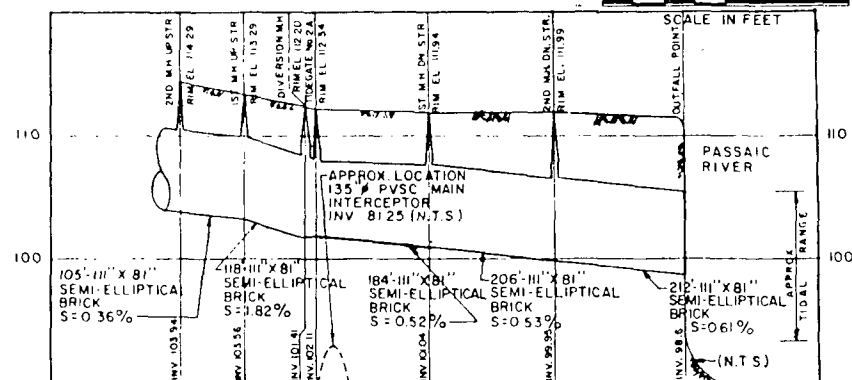 SCALE IN FEET
2ND M.H. UP STR.
RIM EL. 114.29
1ST M.H. UP STR.
RIM EL. 113.29
DIVERSION M.H.
RIM EL. 112.20
TIDEGATE No 2A
RIM EL. 112.34
ST. M.H. DN. STR.
RIM EL. 111.94
2ND M.H. DN. STR.
RIM EL. 111.99
OUTFALL POINT
110
110
PASSAIC
RIVER
APPROX. LOCATION
135"ø PVSC MAIN
INTERCEPTOR
INV 81.25 (N.T.S)
100
100
APPROX
TIDAL RANGE
105'-111"X 81"
SEMI-ELLIPTICAL
BRICK
S=0.36%
118'-111"X 81"
SEMI-ELLIPTICAL
BRICK
S=1.82%
184'-111"X 81"
SEMI-ELLIPTICAL
BRICK
S=0.52%
206'-111"X 81"
SEMI-ELLIPTICAL
BRICK
S=0.53%
212'-111"X 81"
SEMI-ELLIPTICAL
BRICK
S=0.61%
INV. 103.94
INV. 103.56
INV. 101.41
INV. 102.11
INV. 99.95
INV. 98.6
(N.T.S)